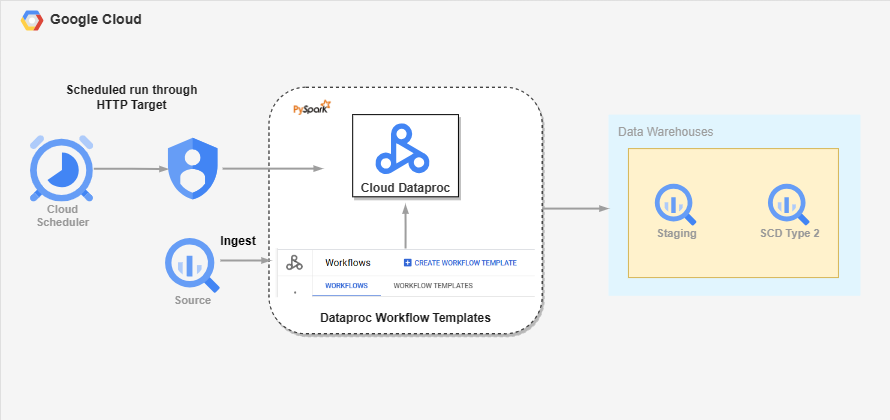 Google Cloud
Scheduled run through
HTTP Target
PySpark
Cloud Dataproc
Cloud
Scheduler
Ingest
Source
Workflows
CREATE WORKFLOW TEMPLATE
WORKFLOWS
WORKFLOW TEMPLATES
Dataproc Workflow Templates
Data Warehouses
Staging
SCD Type 2